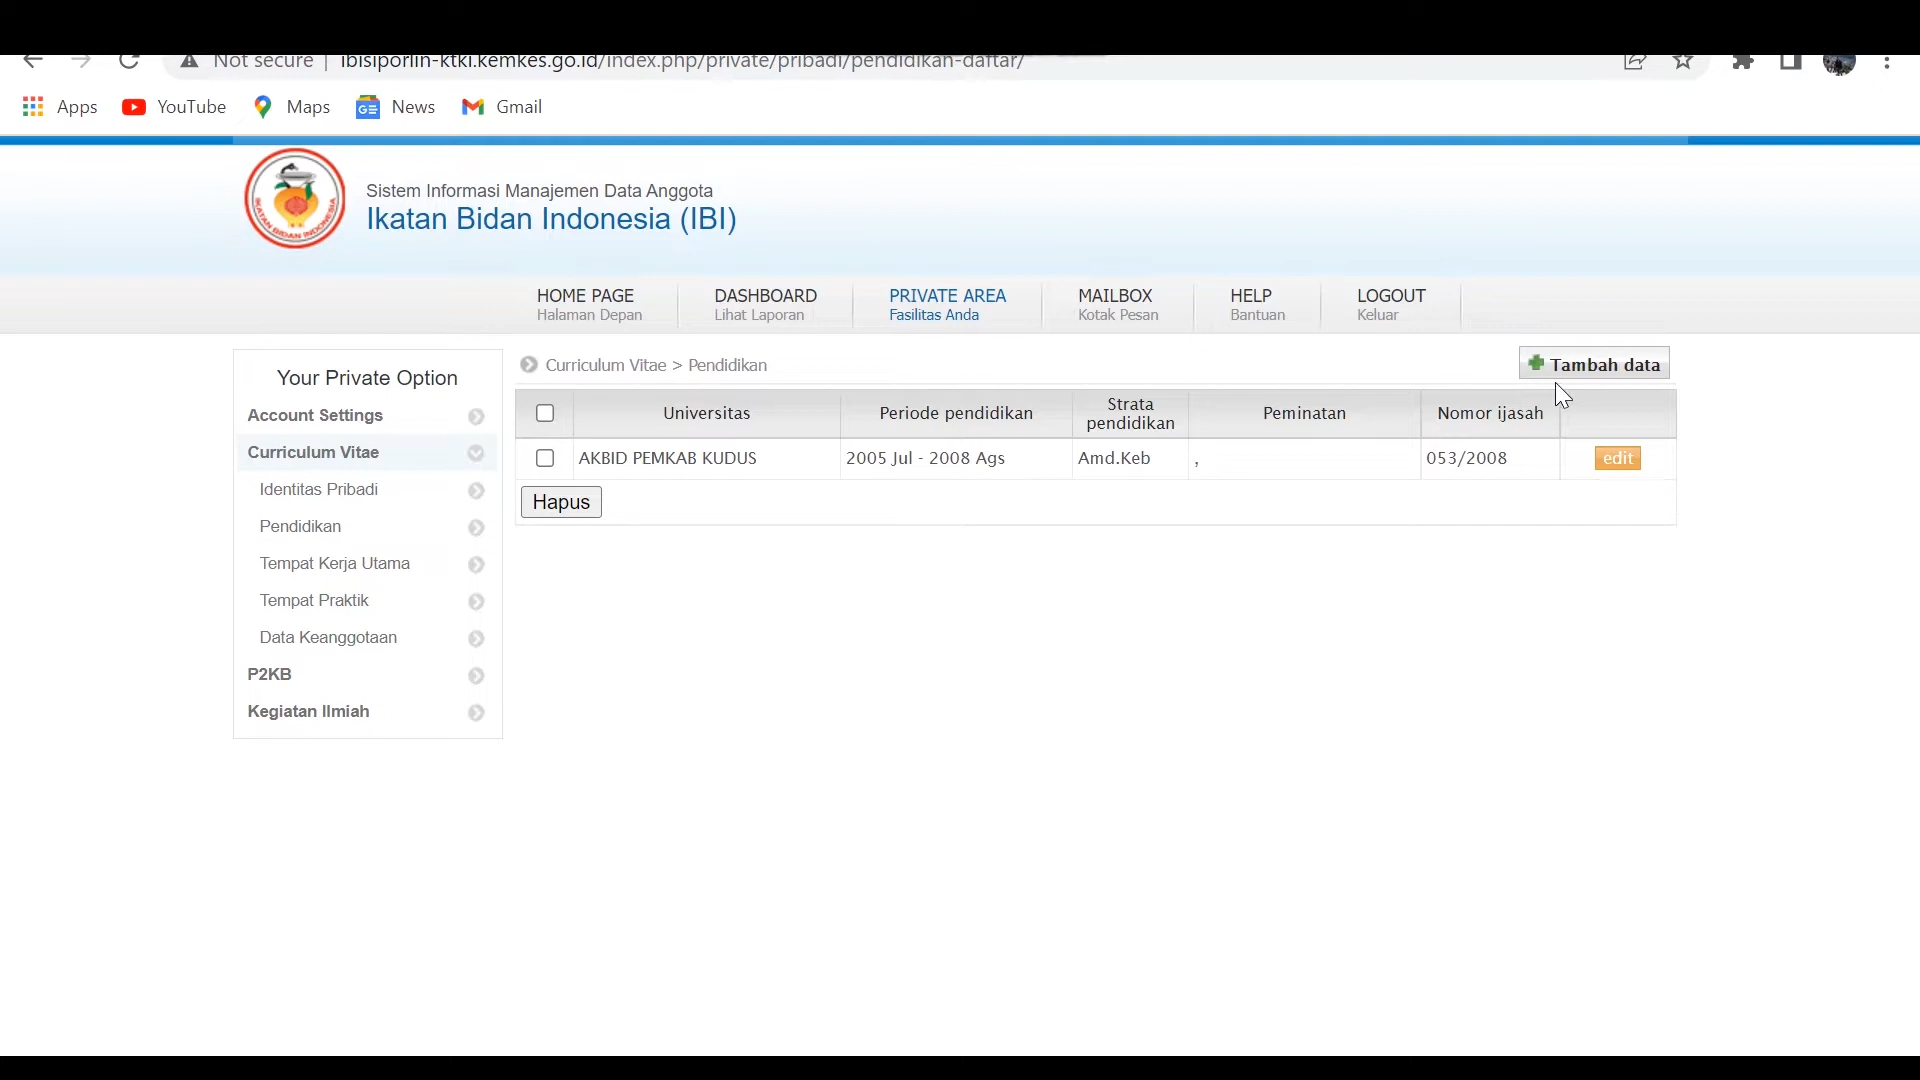 Not secure | ibisiporlin-ktki.kemkes.go.id/index.php/private/pribadi/pendidikan-daftar/
Apps YouTube Maps GE News Gmail
IKATAN BIDAN INDONESIA
Sistem Informasi Manajemen Data Anggota
Ikatan Bidan Indonesia (IBI)
HOME PAGE DASHBOARD PRIVATE AREA MAILBOX HELP LOGOUT
Halaman Depan Lihat Laporan Fasilitas Anda Kotak Pesan Bantuan Keluar
Your Private Option
Account Settings
Curriculum Vitae
Identitas Pribadi
Pendidikan
Tempat Kerja Utama
Tempat Praktik
Data Keanggotaan
P2KB
Kegiatan Ilmiah
Curriculum Vitae > Pendidikan
Tambah data
Universitas Periode pendidikan Strata pendidikan Peminatan Nomor ijasah
AKBID PEMKAB KUDUS 2005 Jul - 2008 Ags Amd.Keb , 053/2008 edit
Hapus